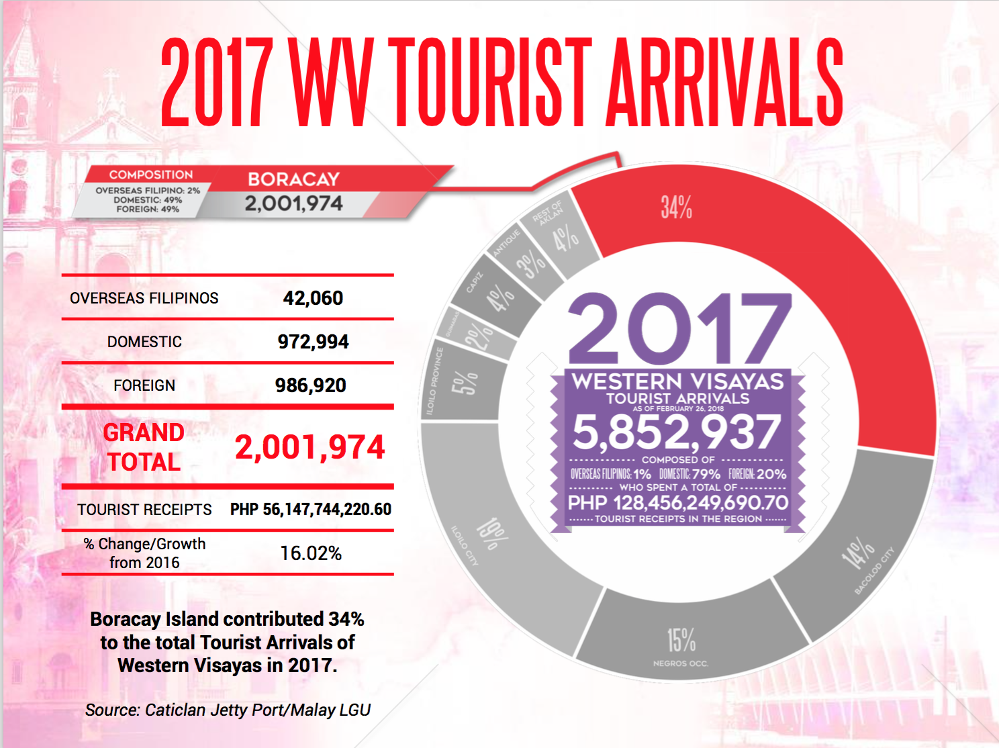 2017 WV TOURIST ARRIVALS
COMPOSITION
OVERSEAS FILIPINO: 2%
DOMESTIC: 49%
FOREIGN: 49%
BORACAY
2,001,974
OVERSEAS FILIPINOS 42,060
DOMESTIC 972,994
FOREIGN 986,920
GRAND
TOTAL
2,001,974
TOURIST RECEIPTS PHP 56,147,744,220.60
% Change/Growth
from 2016
16.02%
Boracay Island contributed 34%
to the total Tourist Arrivals of
Western Visayas in 2017.
Source: Caticlan Jetty Port/Malay LGU
34%
14%
BACOLOD CITY
15%
NEGROS OCC.
19%
ILOILO CITY
5%
ILOILO PROVINCE
2%
GUIMARAS
4%
CAPIZ
3%
ANTIQUE
4%
REST OF
AKLAN
2017
WESTERN VISAYAS
TOURIST ARRIVALS
AS OF FEBRUARY 26, 2018
5,852,937
COMPOSED OF
OVERSEAS FILIPINOS: 1% DOMESTIC: 79% FOREIGN: 20%
WHO SPENT A TOTAL OF
PHP 128,456,249,690.70
TOURIST RECEIPTS IN THE REGION